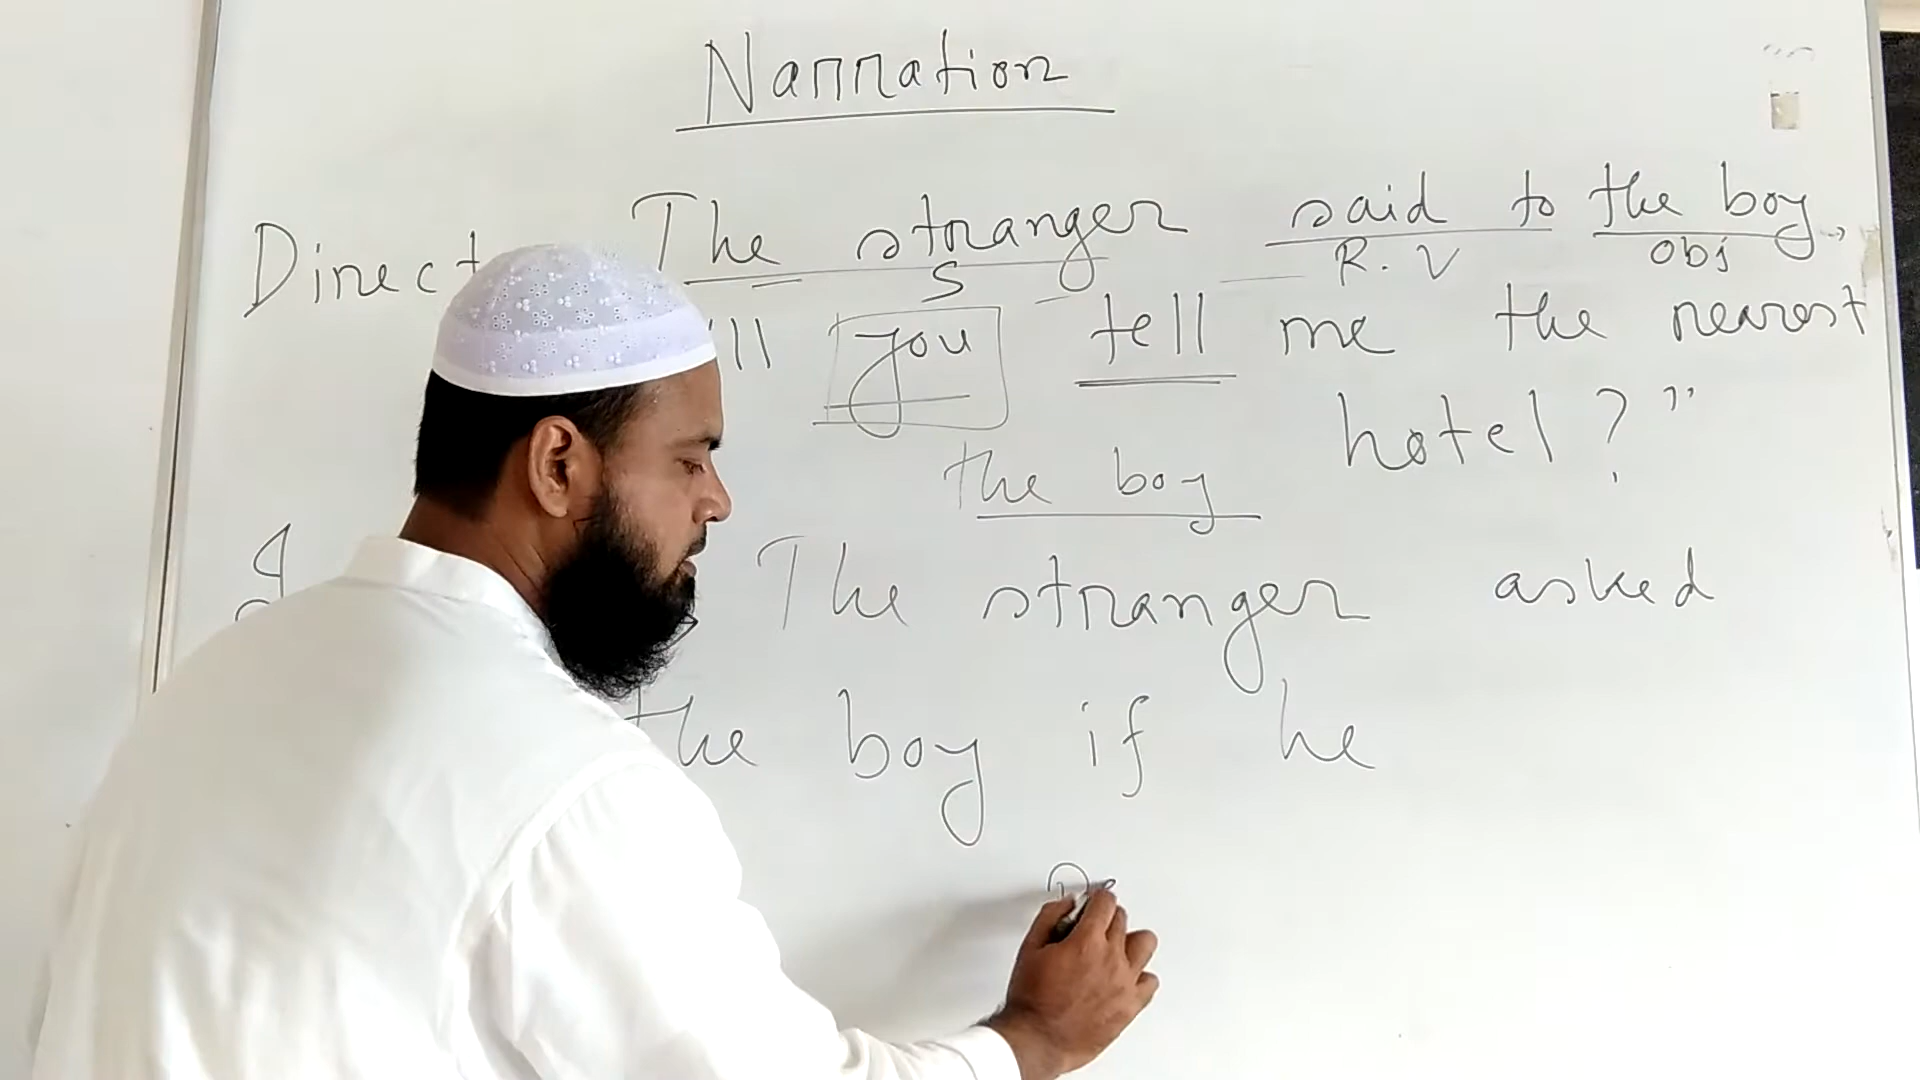 Narration
Direct The stranger said to the boy,
S R.V Obj
ill you tell me the nearest
hotel?"
the boy
The stranger asked
the boy if he